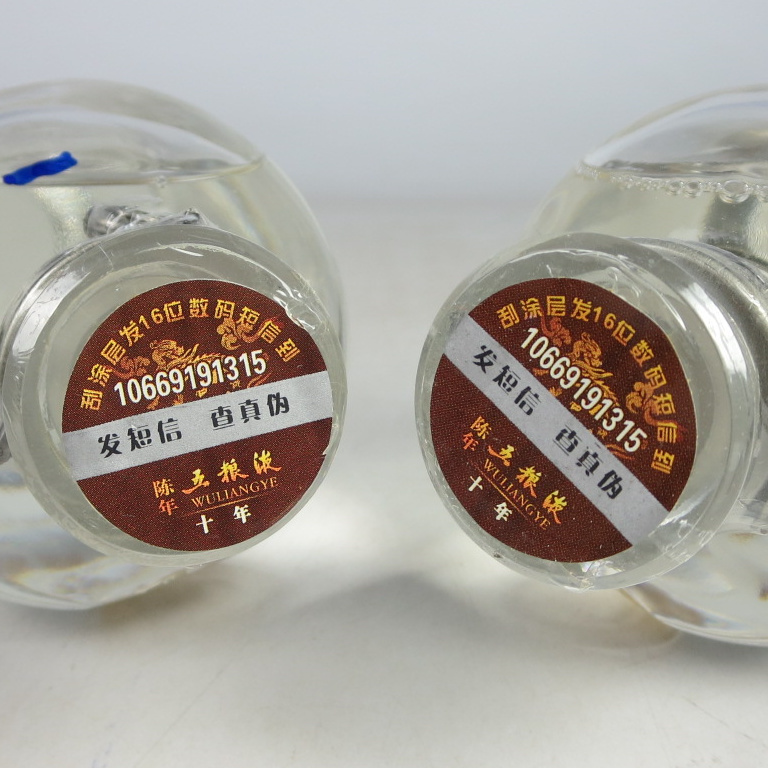 刮涂层发16位数码短信到
10669191315
发短信 查真伪
陈年
五粮液
WULIANGYE
十年
刮涂层发16位数码短信到
10669191315
发短信 查真伪
陈年
五粮液
WULIANGYE
十年